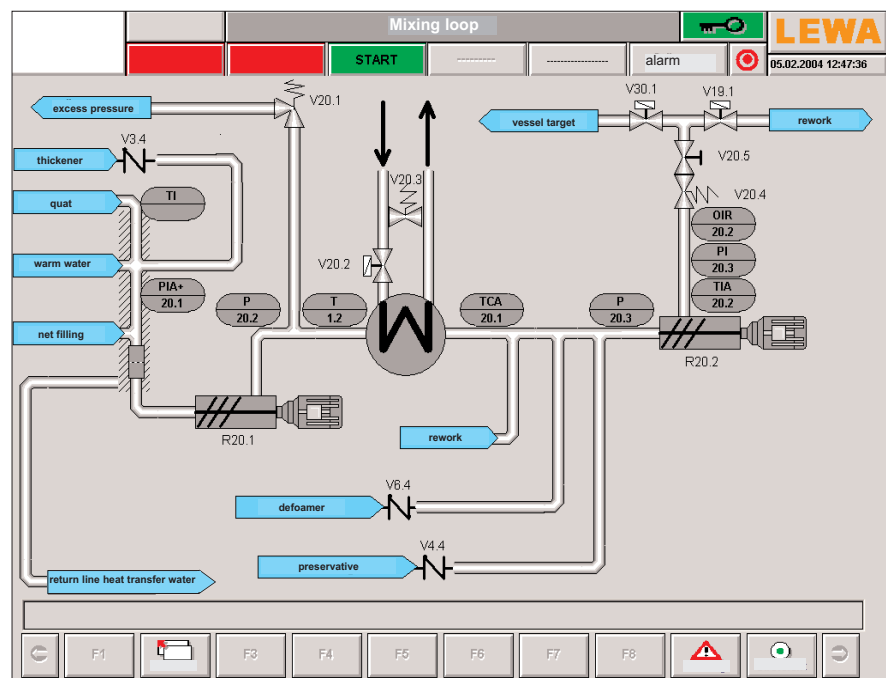 Mixing loop
LEWA
START
---------
-----------------
alarm
05.02.2004 12:47:36
excess pressure
V20.1
V30.1
V19.1
vessel target
rework
V3.4
thickener
V20.5
quat
TI
V20.3
V20.4
OIR
20.2
warm water
V20.2
PI
20.3
PIA+
20.1
P
20.2
T
1.2
TCA
20.1
P
20.3
TIA
20.2
net filling
R20.2
R20.1
rework
V6.4
defoamer
V4.4
preservative
return line heat transfer water
F1
F3
F4
F5
F6
F7
F8